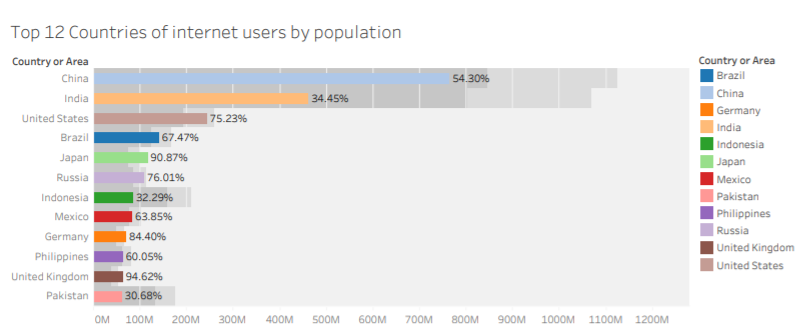 Top 12 Countries of internet users by population
Country or Area
China 54.30%
India 34.45%
United States 75.23%
Brazil 67.47%
Japan 90.87%
Russia 76.01%
Indonesia 32.29%
Mexico 63.85%
Germany 84.40%
Philippines 60.05%
United Kingdom 94.62%
Pakistan 30.68%
0M 100M 200M 300M 400M 500M 600M 700M 800M 900M 1000M 1100M 1200M
Country or Area
Brazil
China
Germany
India
Indonesia
Japan
Mexico
Pakistan
Philippines
Russia
United Kingdom
United States